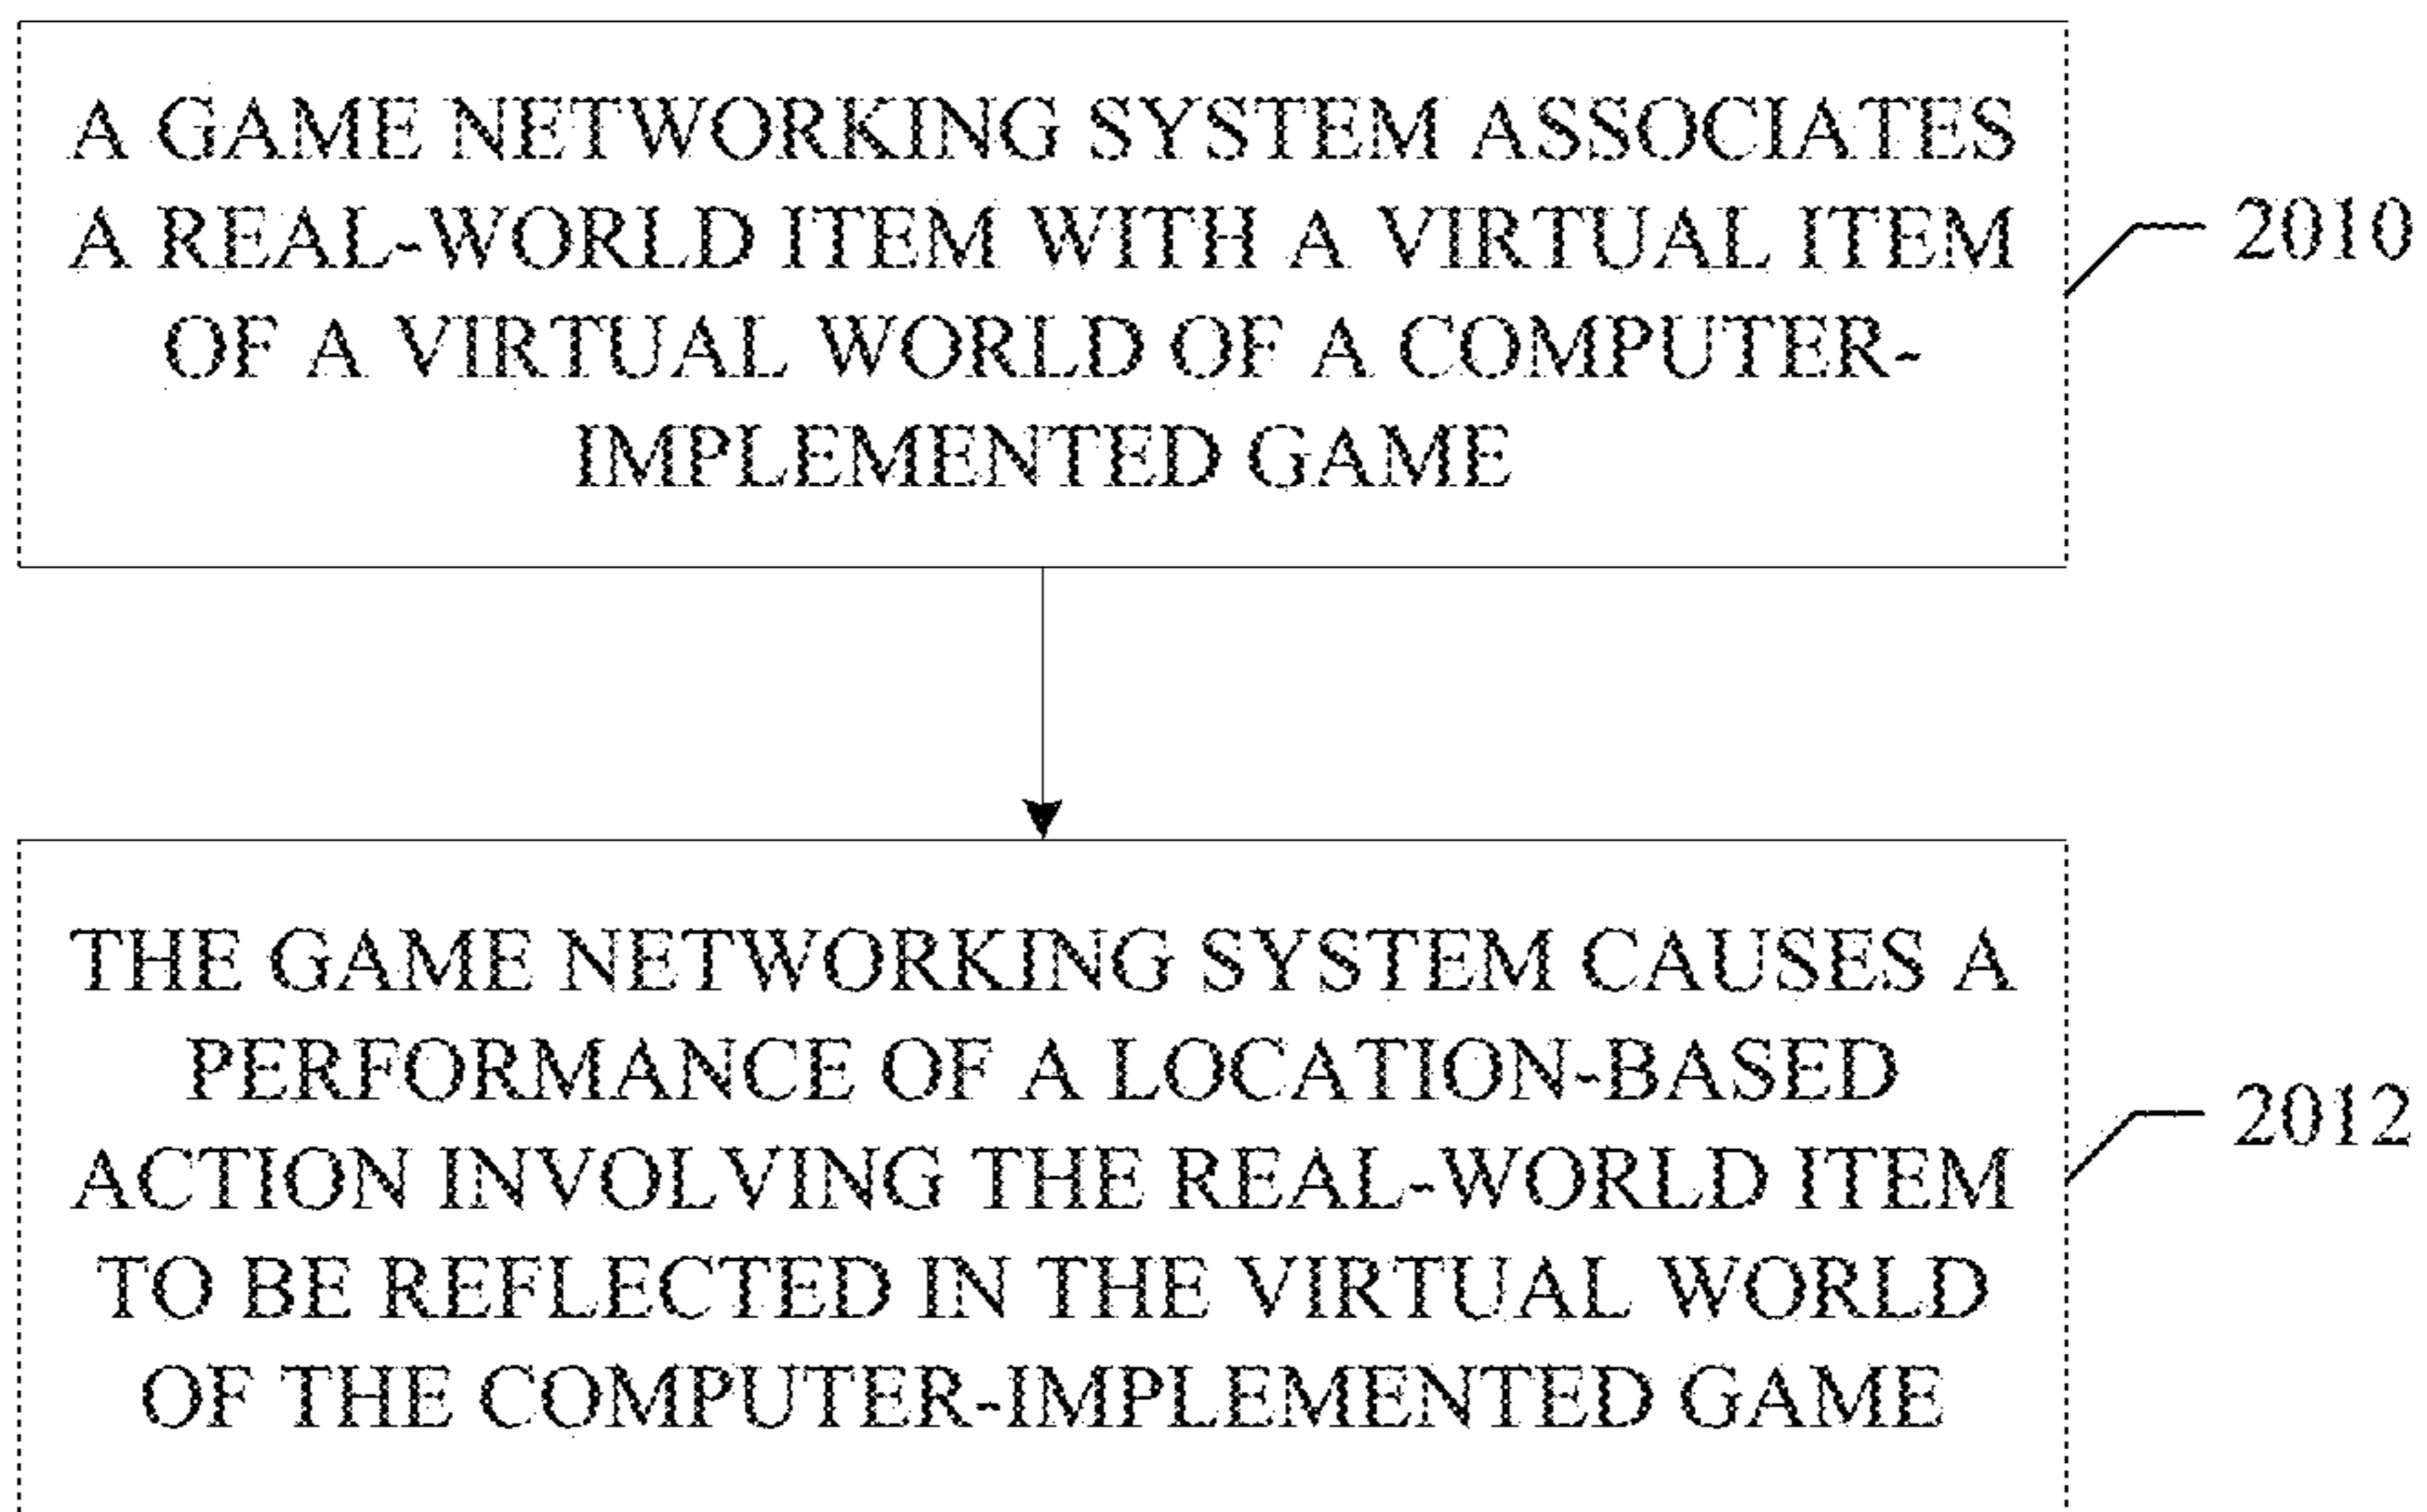 A GAME NETWORKING SYSTEM ASSOCIATES
A REAL-WORLD ITEM WITH A VIRTUAL ITEM
OF A VIRTUAL WORLD OF A COMPUTER-
IMPLEMENTED GAME
2010
THE GAME NETWORKING SYSTEM CAUSES A
PERFORMANCE OF A LOCATION-BASED
ACTION INVOLVING THE REAL-WORLD ITEM
TO BE REFLECTED IN THE VIRTUAL WORLD
OF THE COMPUTER-IMPLEMENTED GAME
2012